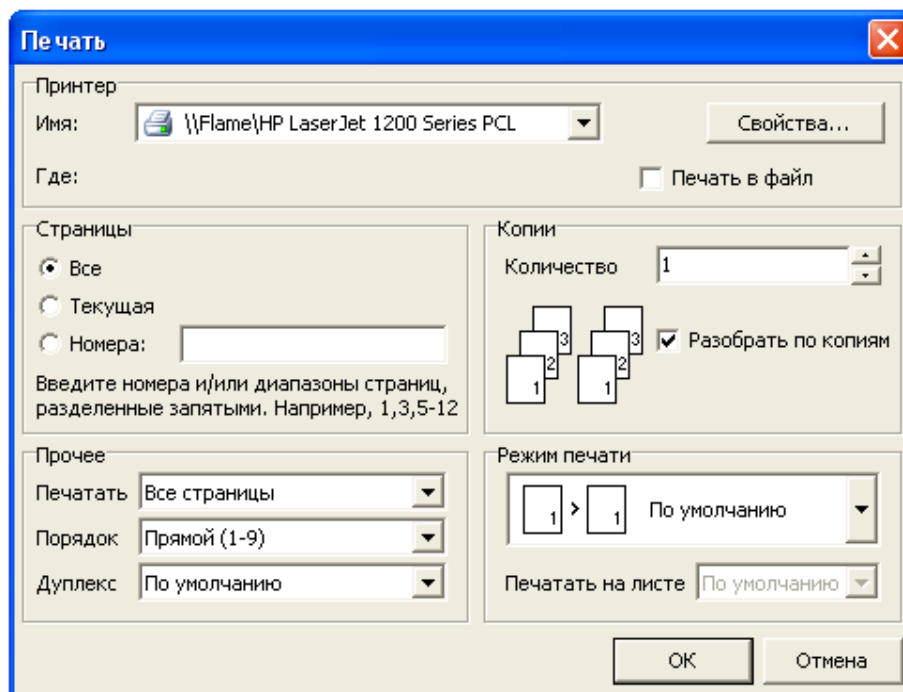 Печать
Принтер
Имя: \\Flame\HP LaserJet 1200 Series PCL Свойства...
Где: Печать в файл
Страницы
Все
Текущая
Номера:
Введите номера и/или диапазоны страниц,
разделенные запятыми. Например, 1,3,5-12
Копии
Количество 1
3 3
2 2
1 1
Разобрать по копиям
Прочее
Печатать Все страницы
Порядок Прямой (1-9)
Дуплекс По умолчанию
Режим печати
1 > 1 По умолчанию
Печатать на листе По умолчанию
ОК Отмена